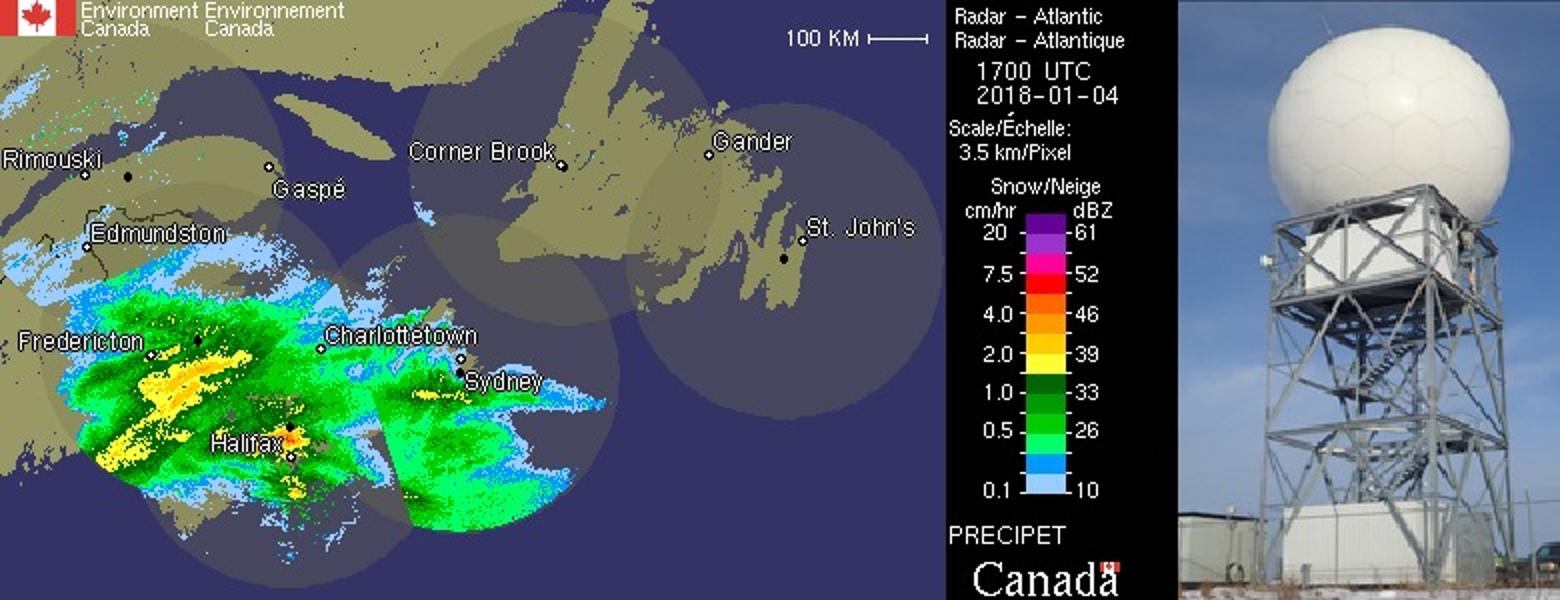 Environment Environnement
Canada Canada
100 KM
Rimouski
Gaspé
Corner Brook
Gander
St. John's
Edmundston
Fredericton
Charlottetown
Sydney
Halifax
Radar - Atlantic
Radar - Atlantique
1700 UTC
2018-01-04
Scale/Échelle:
3.5 km/Pixel
Snow/Neige
cm/hr dBZ
20 61
7.5 52
4.0 46
2.0 39
1.0 33
0.5 26
0.1 10
PRECIPET
Canada